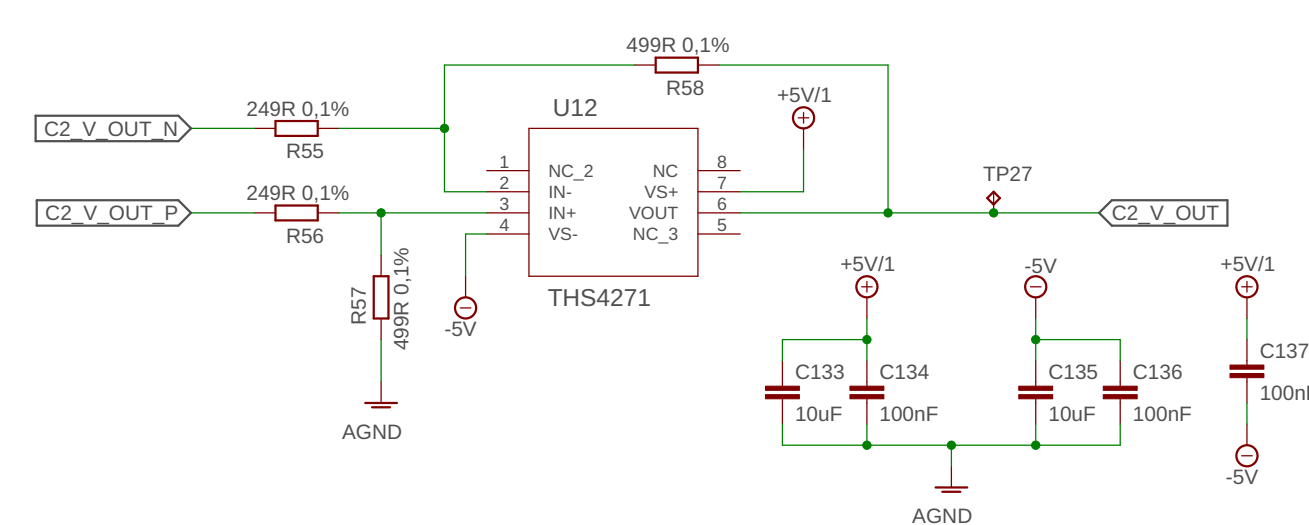 499R 0,1%
R58
249R 0,1%
C2_V_OUT_N
R55
249R 0,1%
C2_V_OUT_P
R56
R57
499R 0,1%
AGND
U12
1 NC_2
2 IN-
3 IN+
4 VS-
NC 8
VS+ 7
VOUT 6
NC_3 5
THS4271
-5V
+5V/1
TP27
C2_V_OUT
+5V/1
C133
10uF
C134
100nF
-5V
C135
10uF
C136
100nF
AGND
+5V/1
C137
100n
-5V